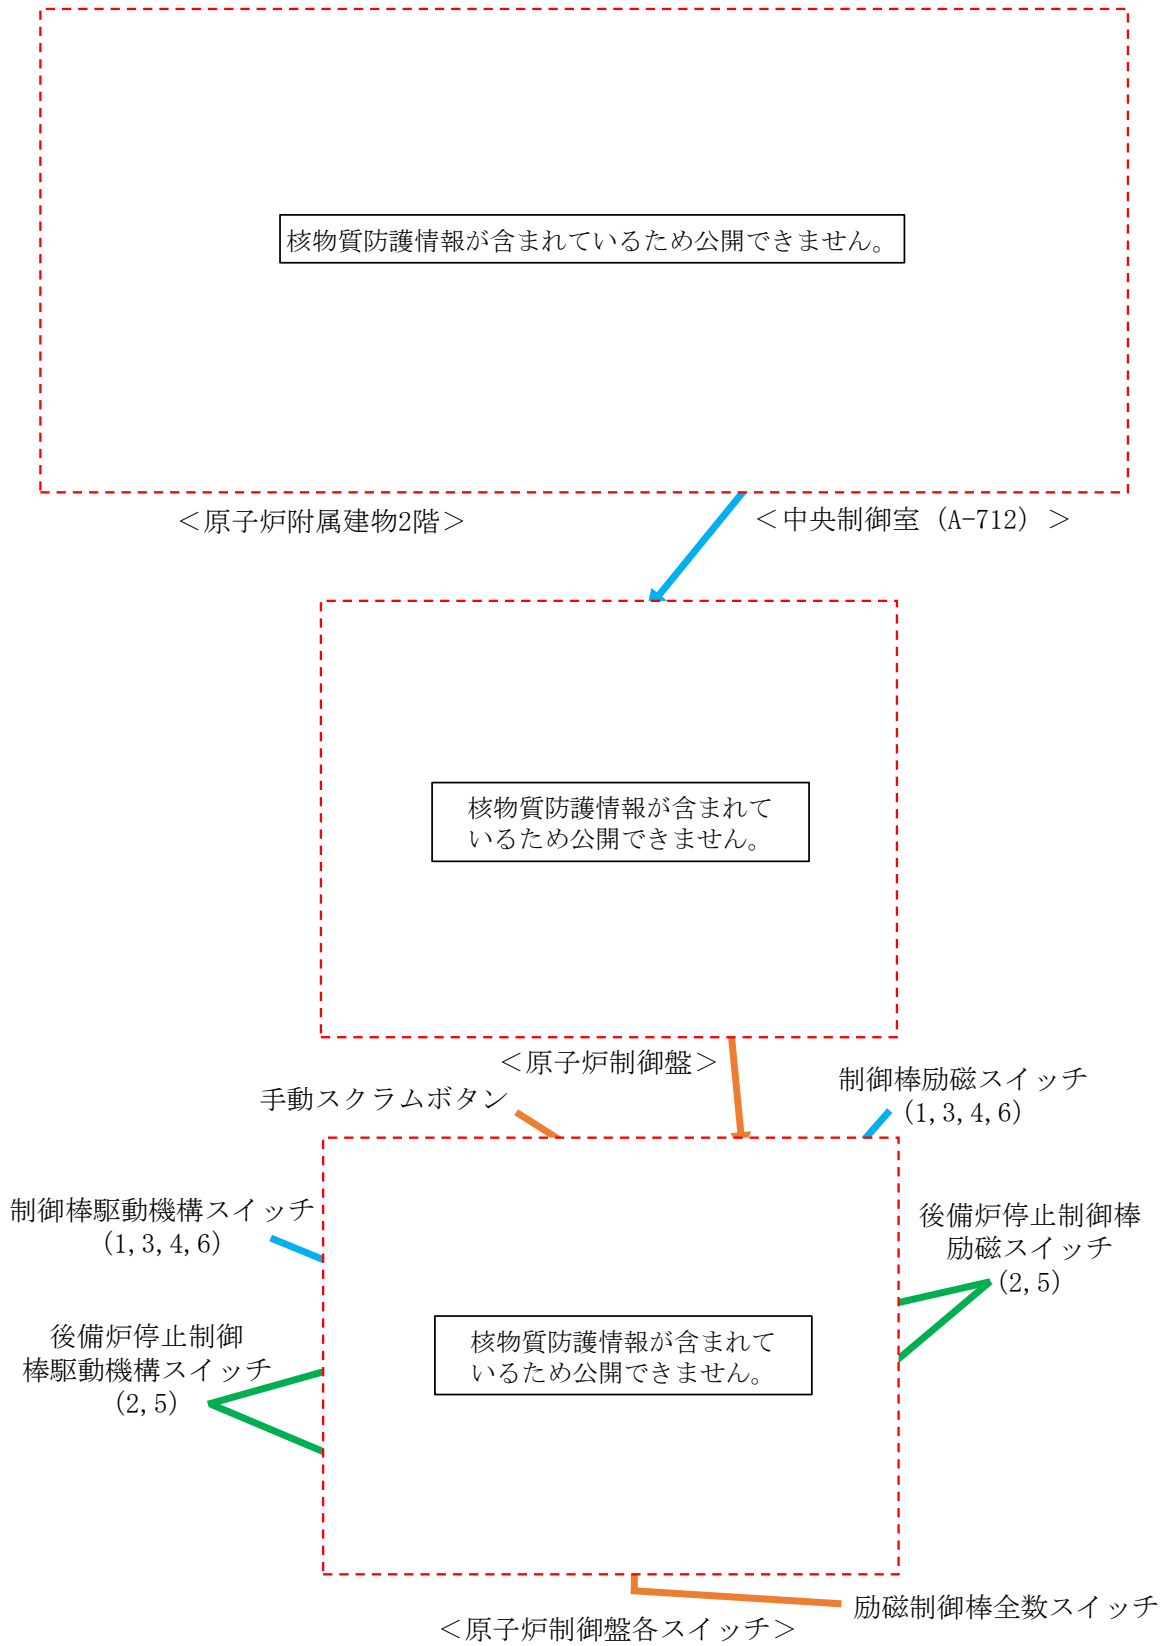 核物質防護情報が含まれているため公開できません。
＜原子炉附属建物2階＞
＜中央制御室（A-712）＞
核物質防護情報が含まれて
いるため公開できません。
＜原子炉制御盤＞
手動スクラムボタン
制御棒励磁スイッチ
(1,3,4,6)
制御棒駆動機構スイッチ
(1,3,4,6)
後備炉停止制御棒
励磁スイッチ
(2,5)
後備炉停止制御
棒駆動機構スイッチ
(2,5)
核物質防護情報が含まれて
いるため公開できません。
励磁制御棒全数スイッチ
＜原子炉制御盤各スイッチ＞